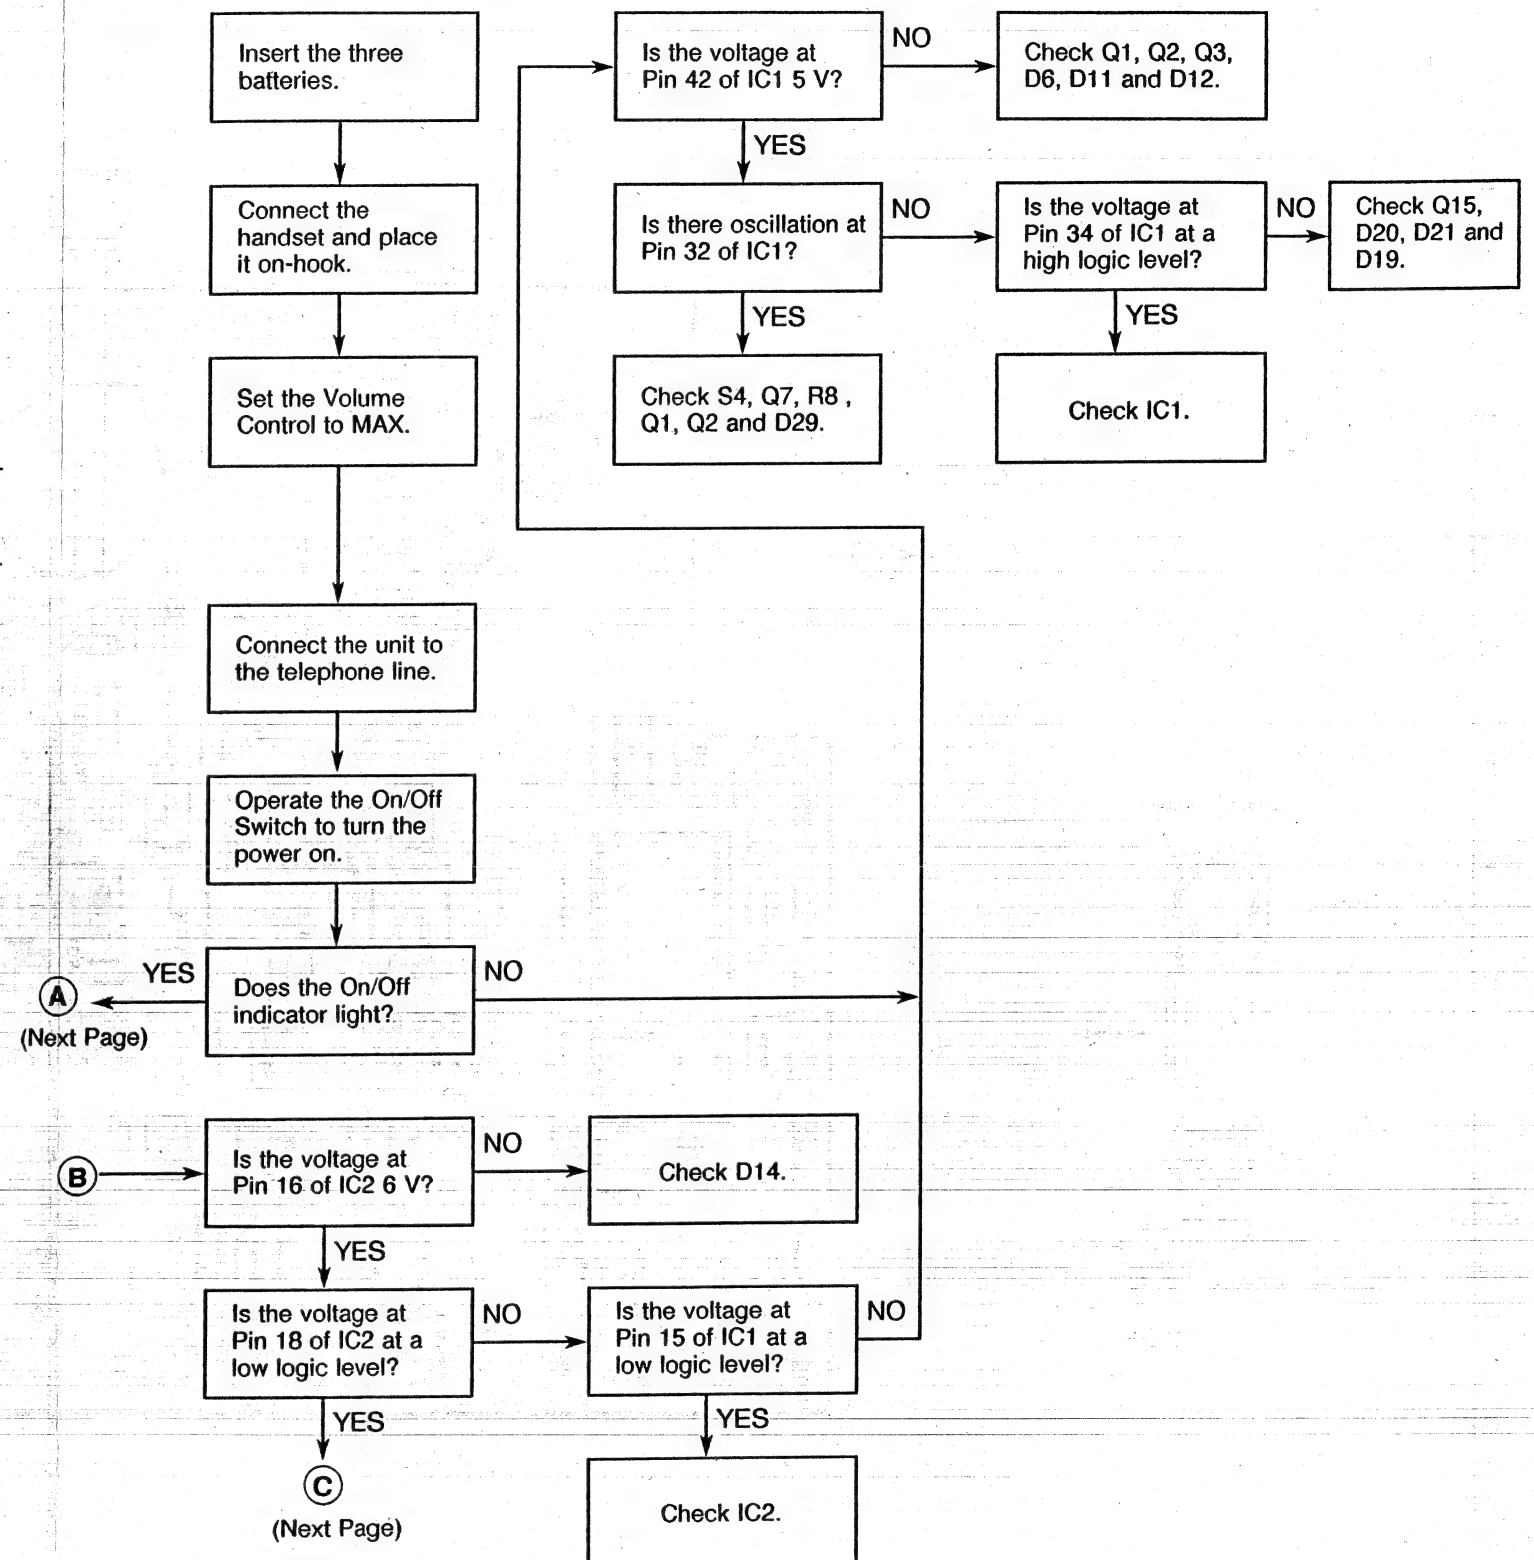 Insert the three
batteries.
Connect the
handset and place
it on-hook.
Set the Volume
Control to MAX.
Connect the unit to
the telephone line.
Operate the On/Off
Switch to turn the
power on.
Does the On/Off
indicator light?
YES
A
(Next Page)
NO
Is the voltage at
Pin 42 of IC1 5 V?
NO
Check Q1, Q2, Q3,
D6, D11 and D12.
YES
Is there oscillation at
Pin 32 of IC1?
NO
Is the voltage at
Pin 34 of IC1 at a
high logic level?
NO
Check Q15,
D20, D21 and
D19.
YES
Check S4, Q7, R8 ,
Q1, Q2 and D29.
YES
Check IC1.
B
Is the voltage at
Pin 16 of IC2 6 V?
NO
Check D14.
YES
Is the voltage at
Pin 18 of IC2 at a
low logic level?
NO
Is the voltage at
Pin 15 of IC1 at a
low logic level?
NO
YES
C
(Next Page)
YES
Check IC2.